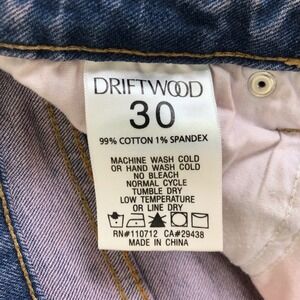 DRIFTWOOD
30
99% COTTON 1% SPANDEX
MACHINE WASH COLD
OR HAND WASH COLD
NO BLEACH
NORMAL CYCLE
TUMBLE DRY
LOW TEMPERATURE
OR LINE DRY
RN#110712 CA#29438
MADE IN CHINA